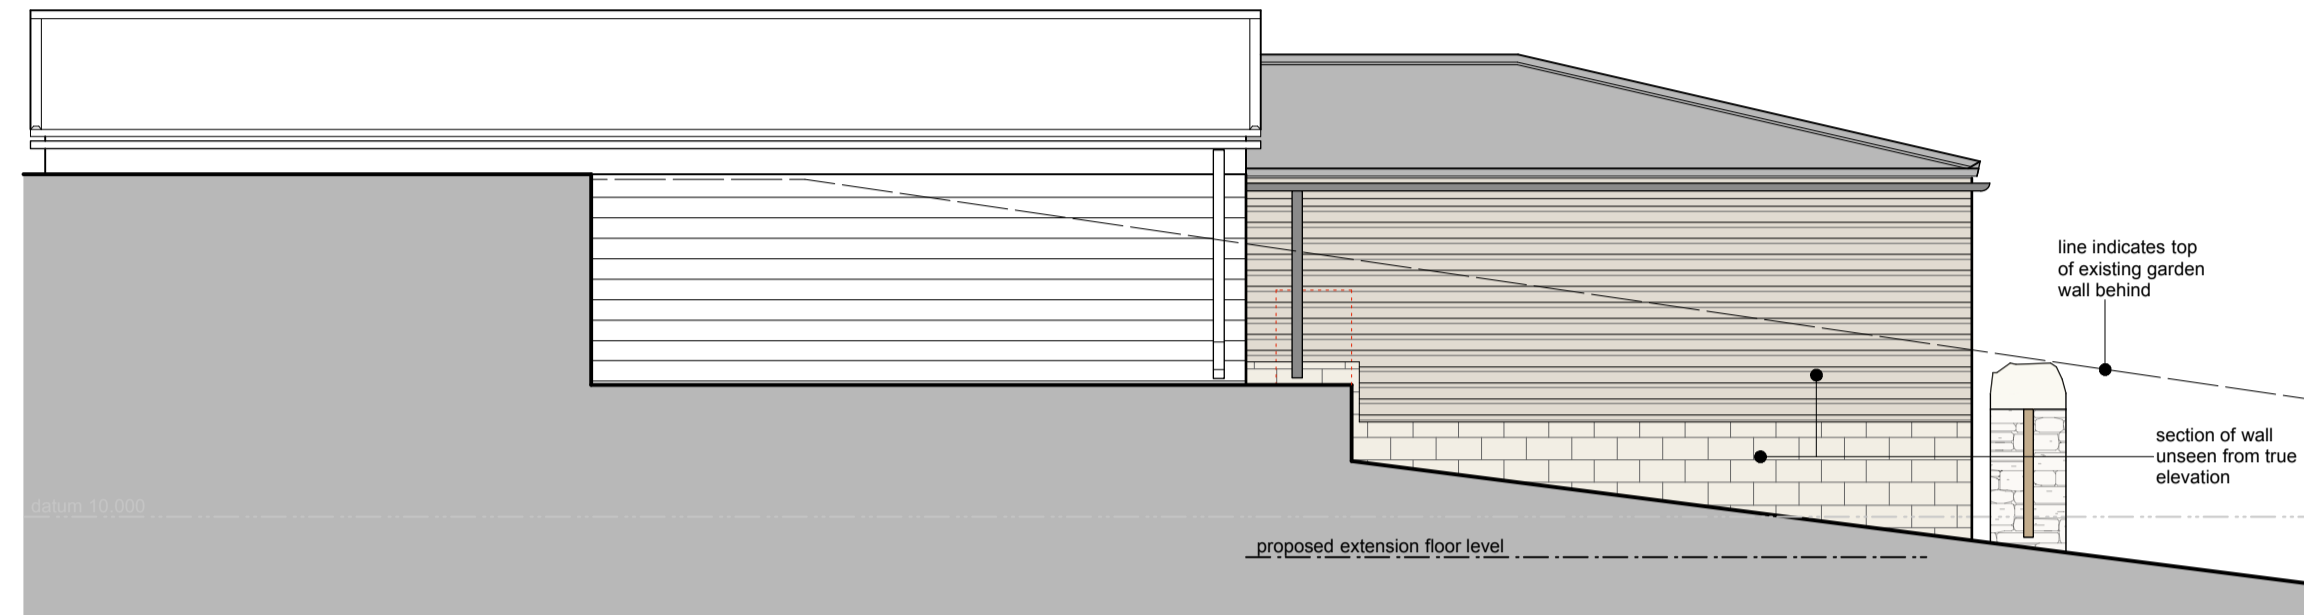 line indicates top
of existing garden
wall behind
section of wall
unseen from true
elevation
datum 10,000
proposed extension floor level